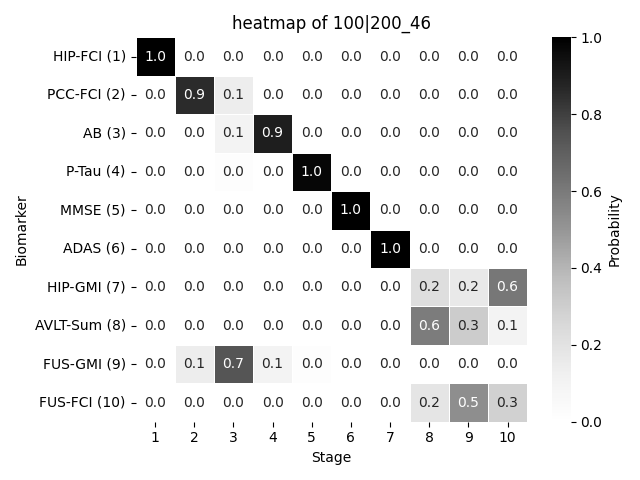 heatmap of 100|200_46
HIP-FCI (1) 1.0 0.0 0.0 0.0 0.0 0.0 0.0 0.0 0.0 0.0
PCC-FCI (2) 0.0 0.9 0.1 0.0 0.0 0.0 0.0 0.0 0.0 0.0
AB (3) 0.0 0.0 0.1 0.9 0.0 0.0 0.0 0.0 0.0 0.0
P-Tau (4) 0.0 0.0 0.0 0.0 1.0 0.0 0.0 0.0 0.0 0.0
MMSE (5) 0.0 0.0 0.0 0.0 0.0 1.0 0.0 0.0 0.0 0.0
ADAS (6) 0.0 0.0 0.0 0.0 0.0 0.0 1.0 0.0 0.0 0.0
HIP-GMI (7) 0.0 0.0 0.0 0.0 0.0 0.0 0.0 0.2 0.2 0.6
AVLT-Sum (8) 0.0 0.0 0.0 0.0 0.0 0.0 0.0 0.6 0.3 0.1
FUS-GMI (9) 0.0 0.1 0.7 0.1 0.0 0.0 0.0 0.0 0.0 0.0
FUS-FCI (10) 0.0 0.0 0.0 0.0 0.0 0.0 0.0 0.2 0.5 0.3
1 2 3 4 5 6 7 8 9 10
Stage
Biomarker
1.0
0.8
0.6
0.4
0.2
0.0
Probability